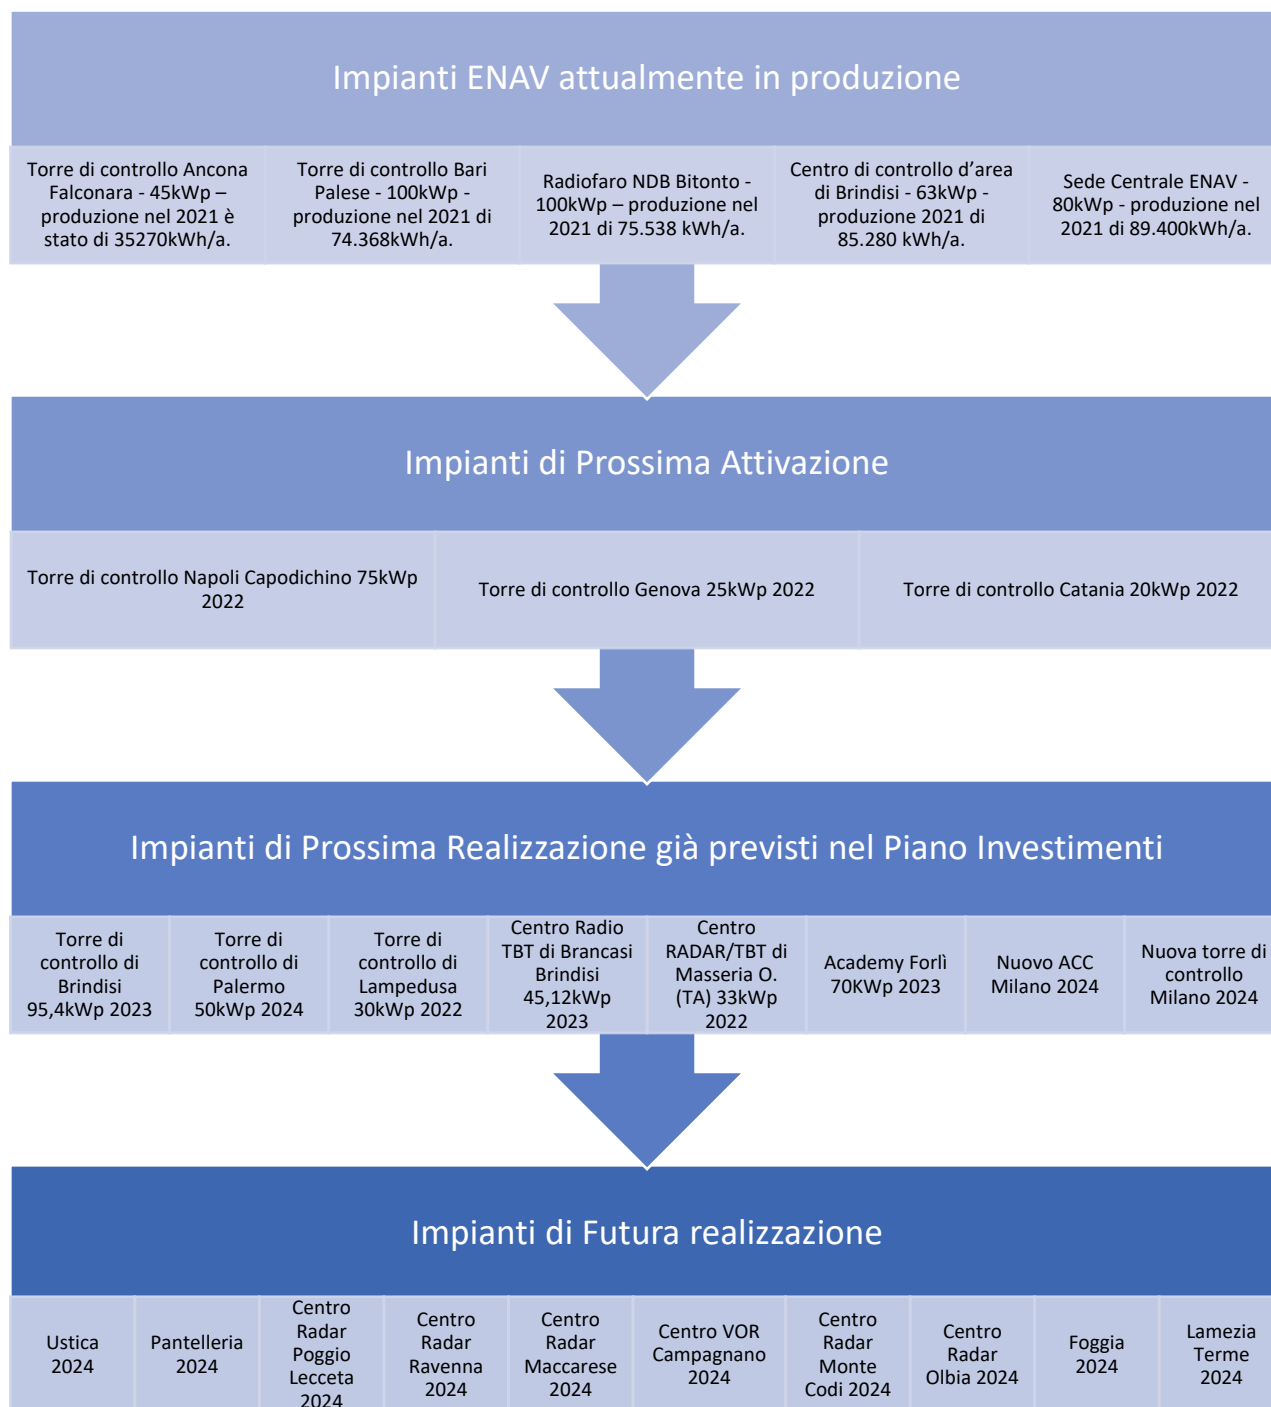 Impianti ENAV attualmente in produzione
Torre di controllo Ancona
Falconara - 45kWp –
produzione nel 2021 è
stato di 35270kWh/a.
Torre di controllo Bari
Palese - 100kWp -
produzione nel 2021 di
74.368kWh/a.
Radiofaro NDB Bitonto -
100kWp – produzione nel
2021 di 75.538 kWh/a.
Centro di controllo d’area
di Brindisi - 63kWp -
produzione 2021 di
85.280 kWh/a.
Sede Centrale ENAV -
80kWp - produzione nel
2021 di 89.400kWh/a.
Impianti di Prossima Attivazione
Torre di controllo Napoli Capodichino 75kWp
2022
Torre di controllo Genova 25kWp 2022
Torre di controllo Catania 20kWp 2022
Impianti di Prossima Realizzazione già previsti nel Piano Investimenti
Torre di
controllo di
Brindisi
95,4kWp 2023
Torre di
controllo di
Palermo
50kWp 2024
Torre di
controllo di
Lampedusa
30kWp 2022
Centro Radio
TBT di Brancasi
Brindisi
45,12kWp
2023
Centro
RADAR/TBT di
Masseria O.
(TA) 33kWp
2022
Academy Forlì
70KWp 2023
Nuovo ACC
Milano 2024
Nuova torre di
controllo
Milano 2024
Impianti di Futura realizzazione
Ustica
2024
Pantelleria
2024
Centro
Radar
Poggio
Lecceta
2024
Centro
Radar
Ravenna
2024
Centro
Radar
Maccarese
2024
Centro VOR
Campagnano
2024
Centro
Radar
Monte
Codi 2024
Centro
Radar
Olbia 2024
Foggia
2024
Lamezia
Terme
2024